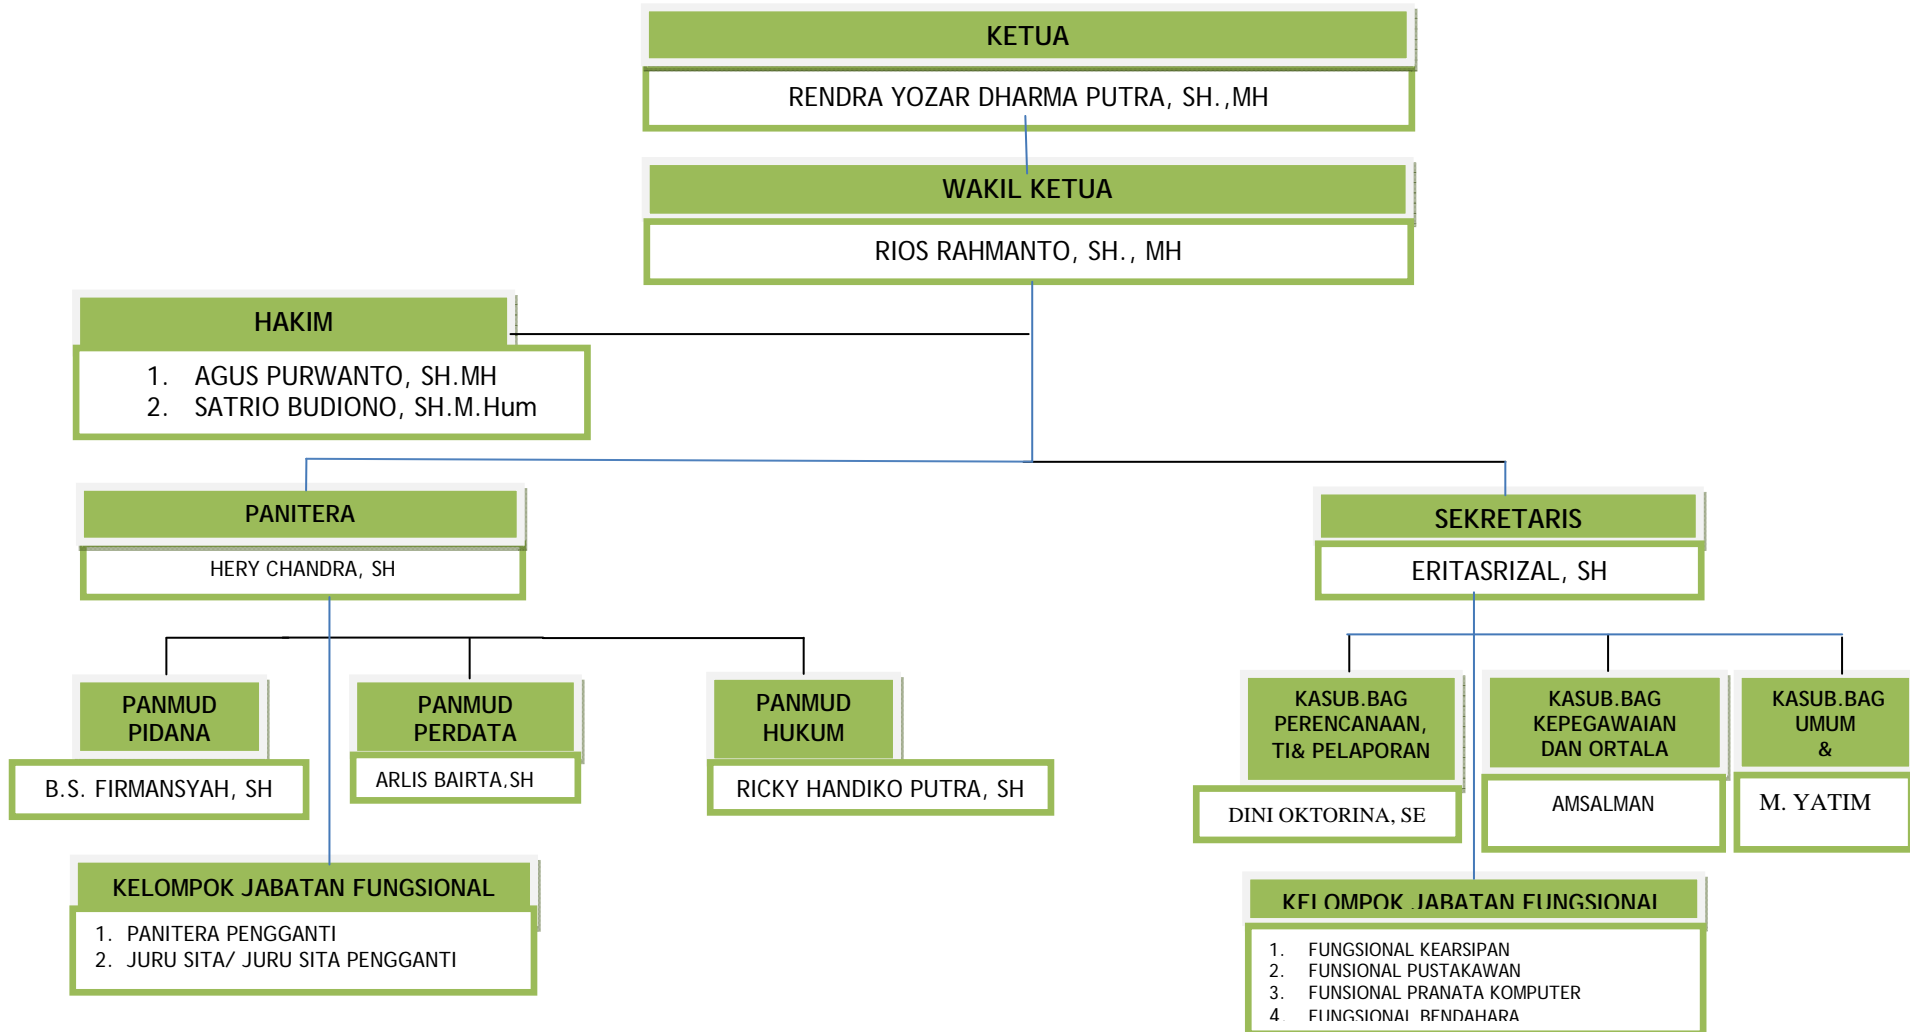 KETUA
RENDRA YOZAR DHARMA PUTRA, SH.,MH
WAKIL KETUA
RIOS RAHMANTO, SH., MH
HAKIM
1. AGUS PURWANTO, SH.MH
2. SATRIO BUDIONO, SH.M.Hum
PANITERA
HERY CHANDRA, SH
SEKRETARIS
ERITASRIZAL, SH
PANMUD
PIDANA
B.S. FIRMANSYAH, SH
PANMUD
PERDATA
ARLIS BAIRTA,SH
PANMUD
HUKUM
RICKY HANDIKO PUTRA, SH
KASUB.BAG
PERENCANAAN,
TI& PELAPORAN
DINI OKTORINA, SE
KASUB.BAG
KEPEGAWAIAN
DAN ORTALA
AMSALMAN
KASUB.BAG
UMUM
&
M. YATIM
KELOMPOK JABATAN FUNGSIONAL
1. PANITERA PENGGANTI
2. JURU SITA/ JURU SITA PENGGANTI
KELOMPOK JABATAN FUNGSIONAL
1. FUNGSIONAL KEARSIPAN
2. FUNSIONAL PUSTAKAWAN
3. FUNSIONAL PRANATA KOMPUTER
4. FUNGSIONAL BENDAHARA